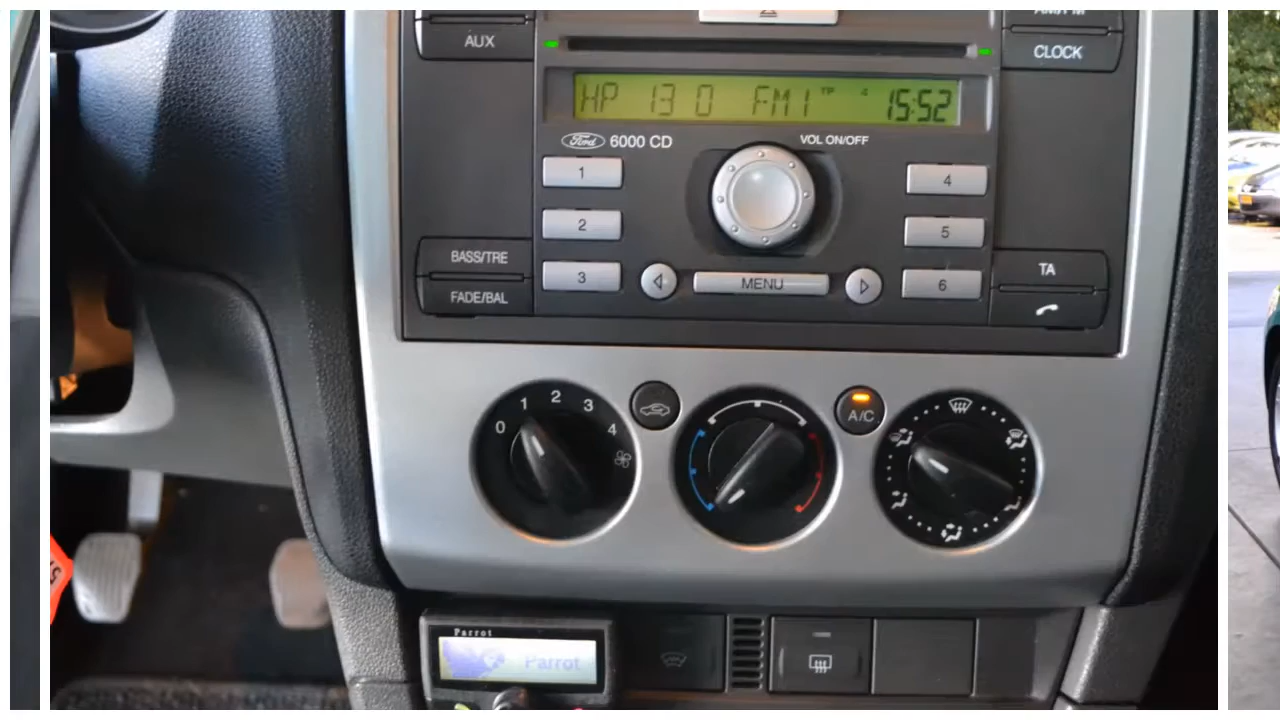 AUX
CLOCK
HP 13 0 FM1 TP 4 15:52
Ford 6000 CD
VOL ON/OFF
1
4
2
5
BASS/TRE
TA
3
MENU
6
FADE/BAL
0 1 2 3 4
A/C
Parrot
Parrot